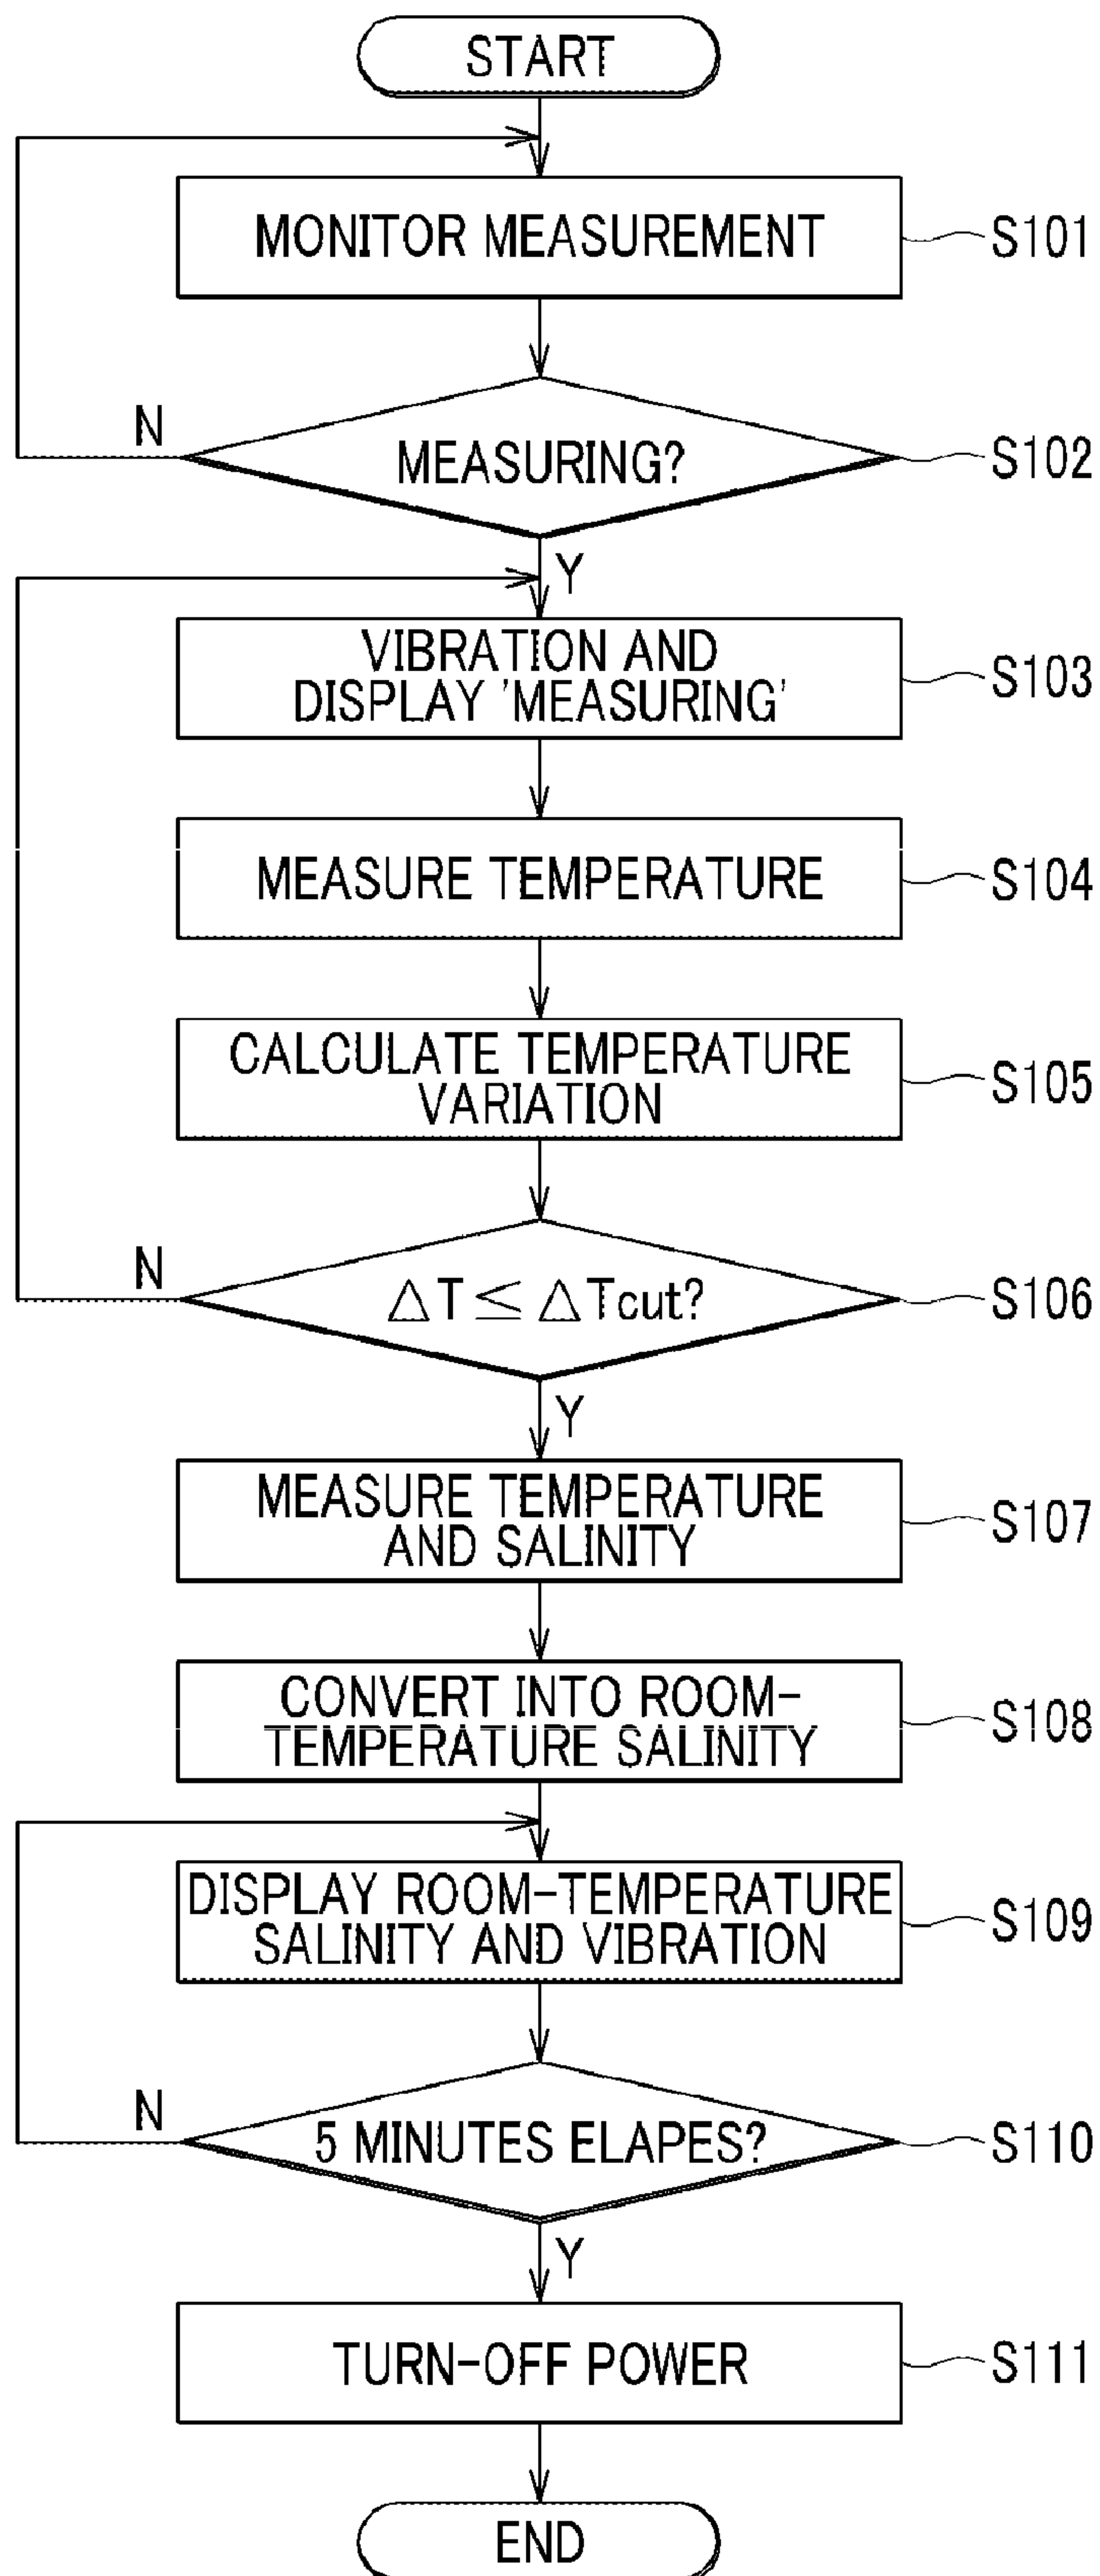 START
MONITOR MEASUREMENT
S101
N
MEASURING?
S102
Y
VIBRATION AND
DISPLAY 'MEASURING'
S103
MEASURE TEMPERATURE
S104
CALCULATE TEMPERATURE
VARIATION
S105
N
△T ≤ △Tcut?
S106
Y
MEASURE TEMPERATURE
AND SALINITY
S107
CONVERT INTO ROOM-
TEMPERATURE SALINITY
S108
DISPLAY ROOM-TEMPERATURE
SALINITY AND VIBRATION
S109
N
5 MINUTES ELAPES?
S110
Y
TURN-OFF POWER
S111
END